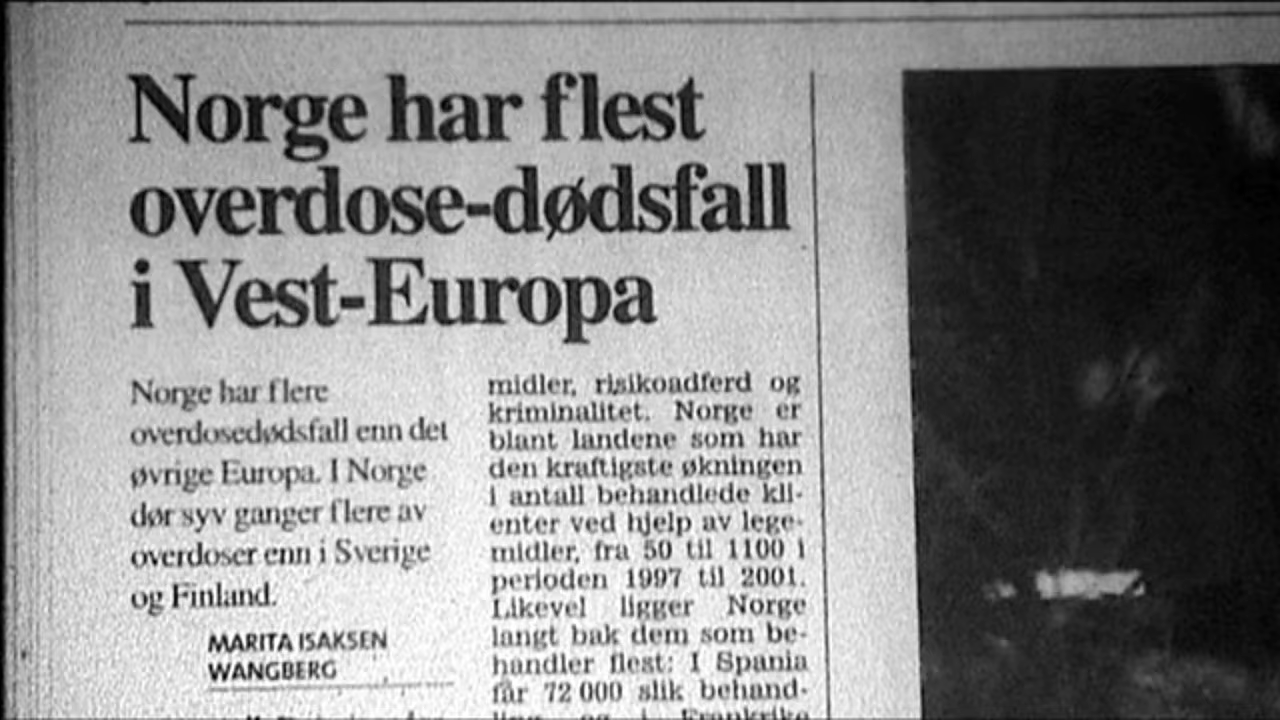 Norge har flest
overdose-dødsfall
i Vest-Europa
Norge har flere
overdosedødsfall enn det
øvrige Europa. I Norge
dør syv ganger flere av
overdoser enn i Sverige
og Finland.
MARITA ISAKSEN
WANGBERG
midler, risikoadferd og
kriminalitet. Norge er
blant landene som har
den kraftigste økningen
i antall behandlede kli-
enter ved hjelp av lege-
midler, fra 50 til 1100 i
perioden 1997 til 2001.
Likevel ligger Norge
langt bak dem som be-
handler flest: I Spania
får 72 000 slik behand-
ling, og i Frankrike